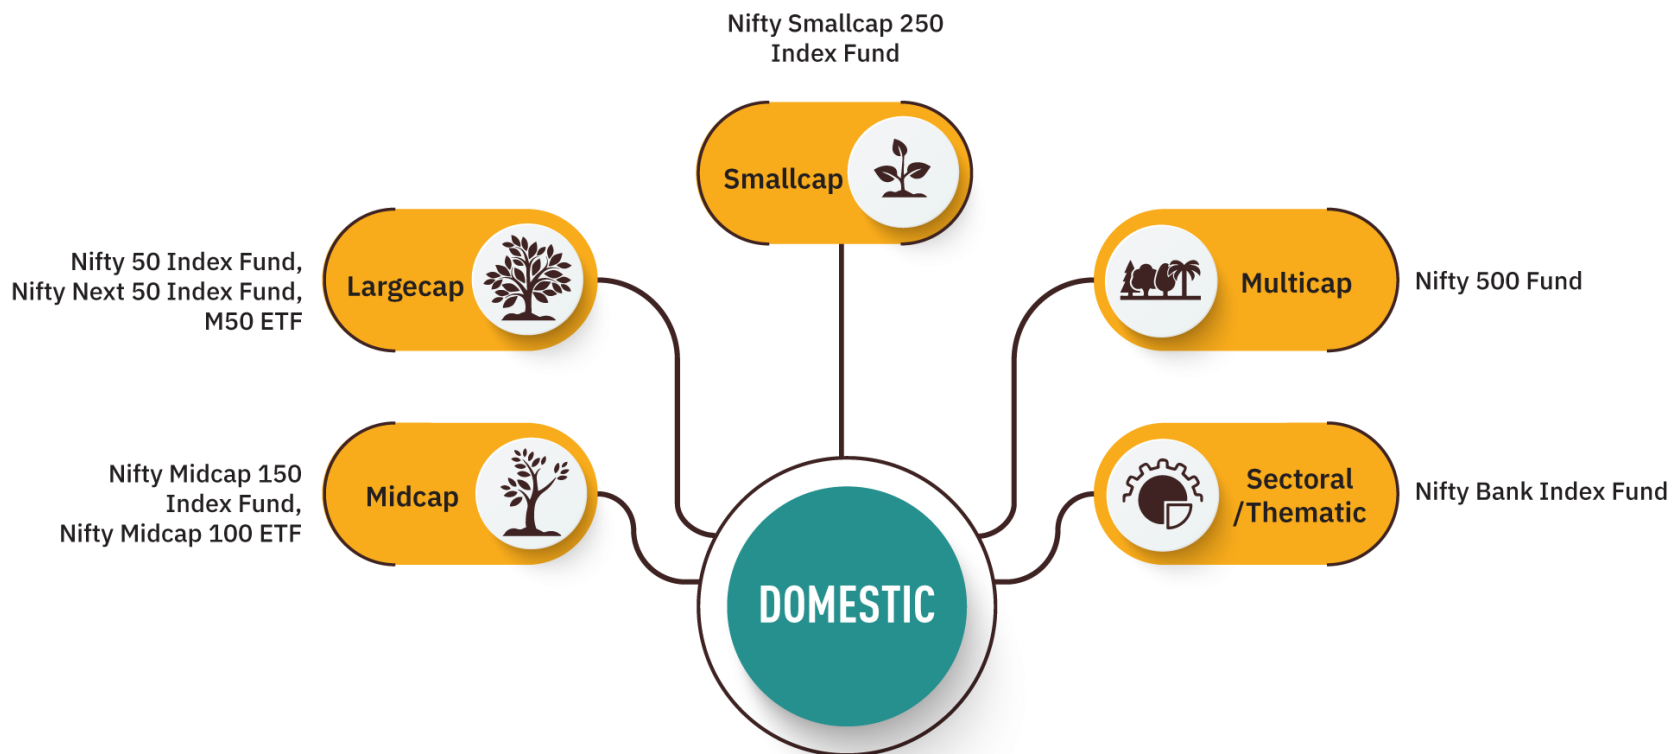 Nifty Smallcap 250
Index Fund
Smallcap
Nifty 50 Index Fund,
Nifty Next 50 Index Fund,
M50 ETF
Largecap
Multicap
Nifty 500 Fund
Nifty Midcap 150
Index Fund,
Nifty Midcap 100 ETF
Midcap
Sectoral
/Thematic
Nifty Bank Index Fund
DOMESTIC